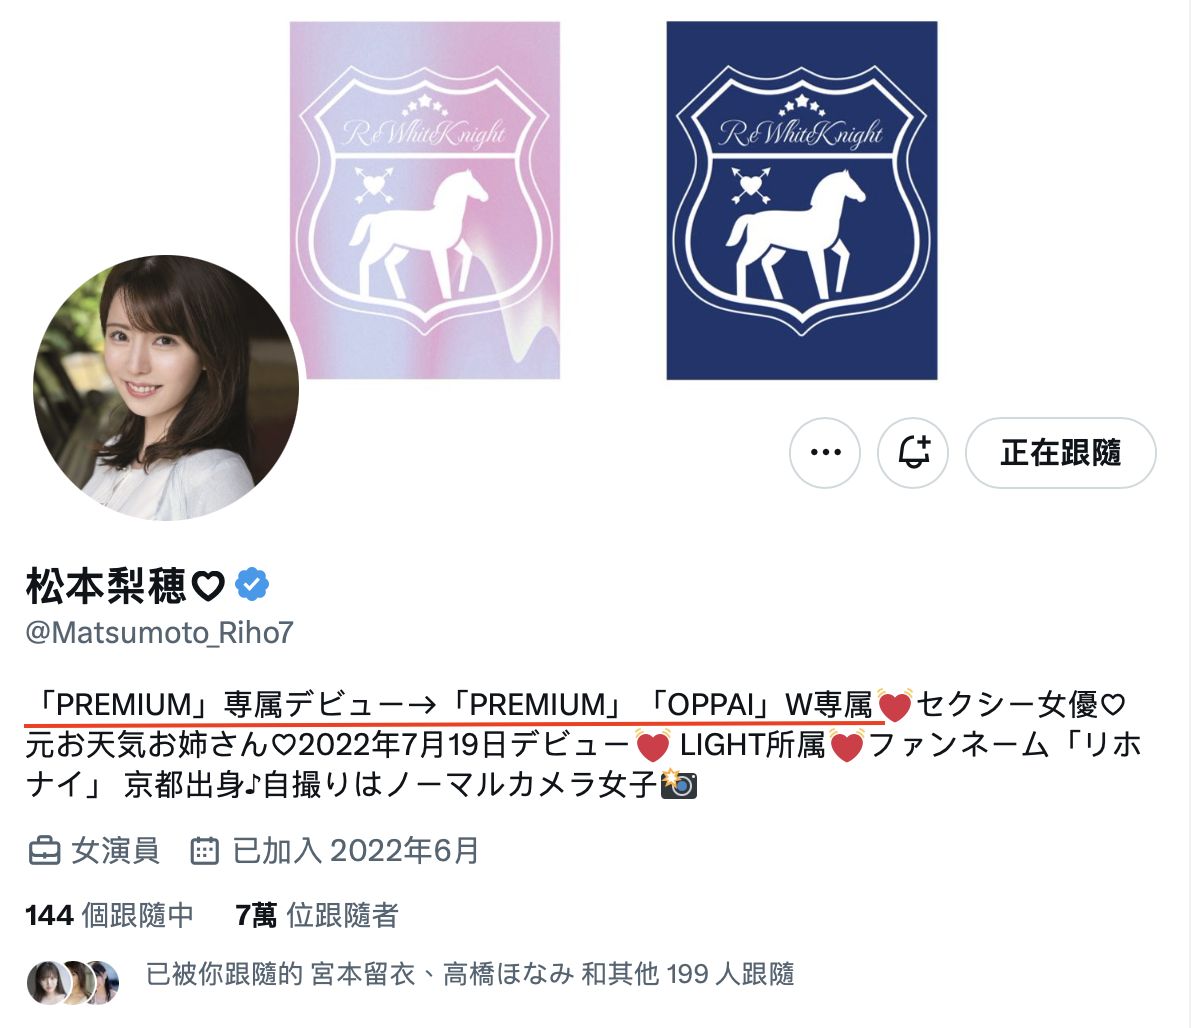 ReWhiteKnight
ReWhiteKnight
正在跟隨
松本梨穂♡
@Matsumoto_Riho7
「PREMIUM」専属デビュー→「PREMIUM」「OPPAI」W専属💓セクシー女優♡
元お天気お姉さん♡2022年7月19日デビュー💓 LIGHT所属💓ファンネーム「リホ
ナイ」 京都出身♪自撮りはノーマルカメラ女子📸
女演員 已加入 2022年6月
144 個跟隨中 7萬 位跟隨者
已被你跟隨的 宮本留衣、高橋ほなみ 和其他 199 人跟隨